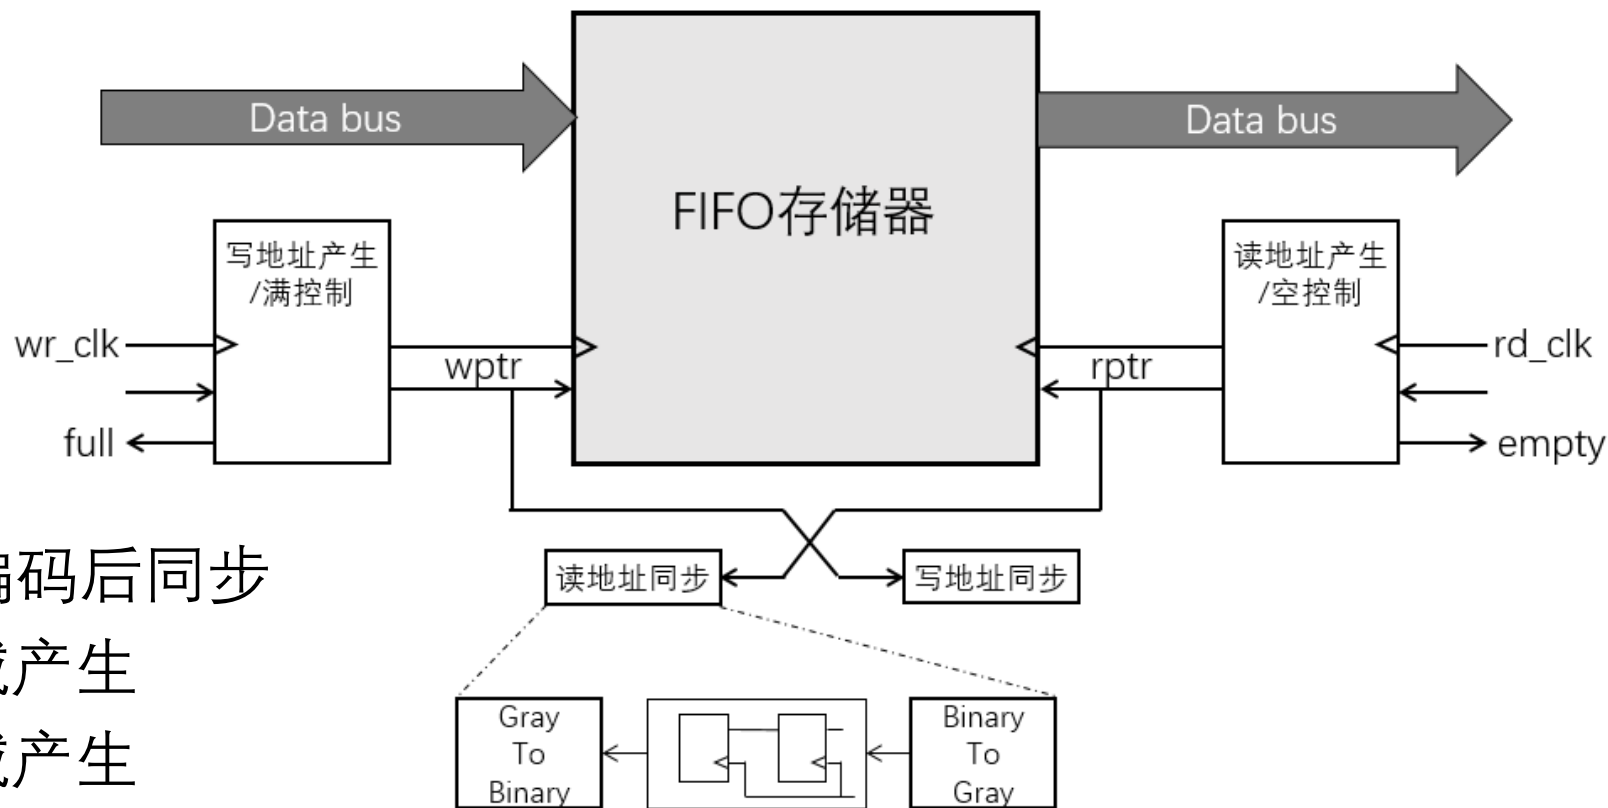 Data bus
Data bus
FIFO存储器
写地址产生
/满控制
读地址产生
/空控制
wr_clk
wptr
rptr
rd_clk
full
empty
编码后同步
读地址同步
写地址同步
域产生
域产生
Gray
To
Binary
Binary
To
Gray